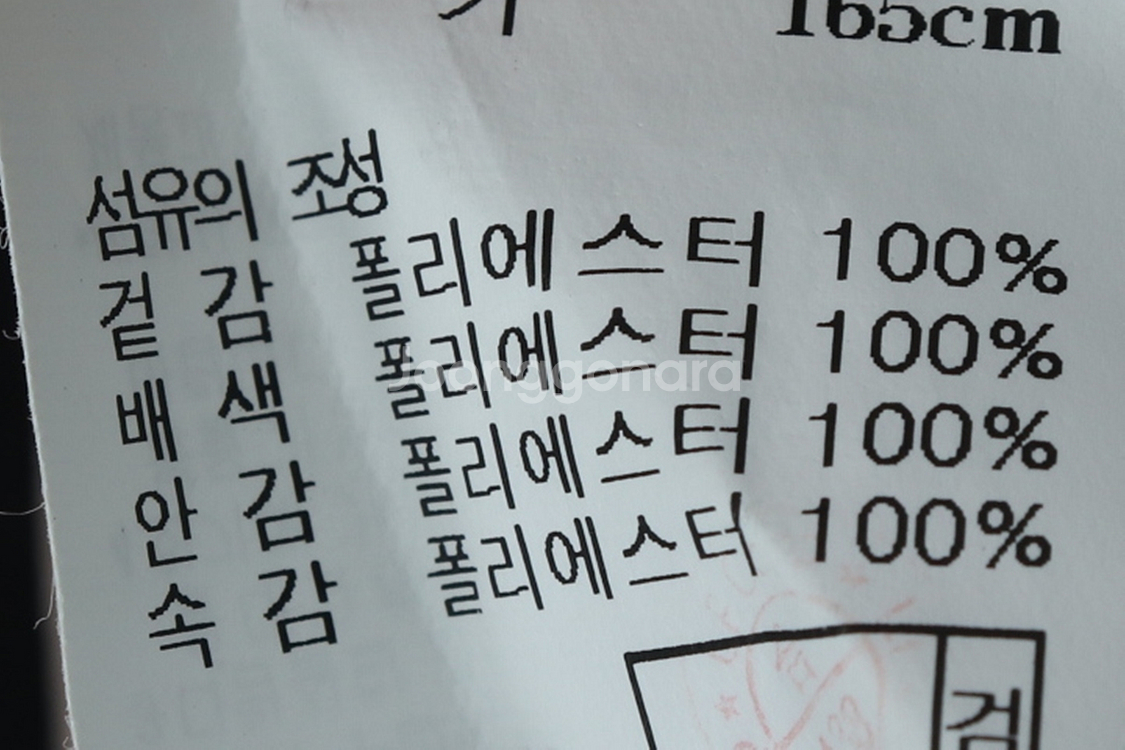 165cm
섬유의 조성
겉 감 폴리에스터 100%
배 색 폴리에스터 100%
안 감 폴리에스터 100%
속 감 폴리에스터 100%
Joonggonara
검